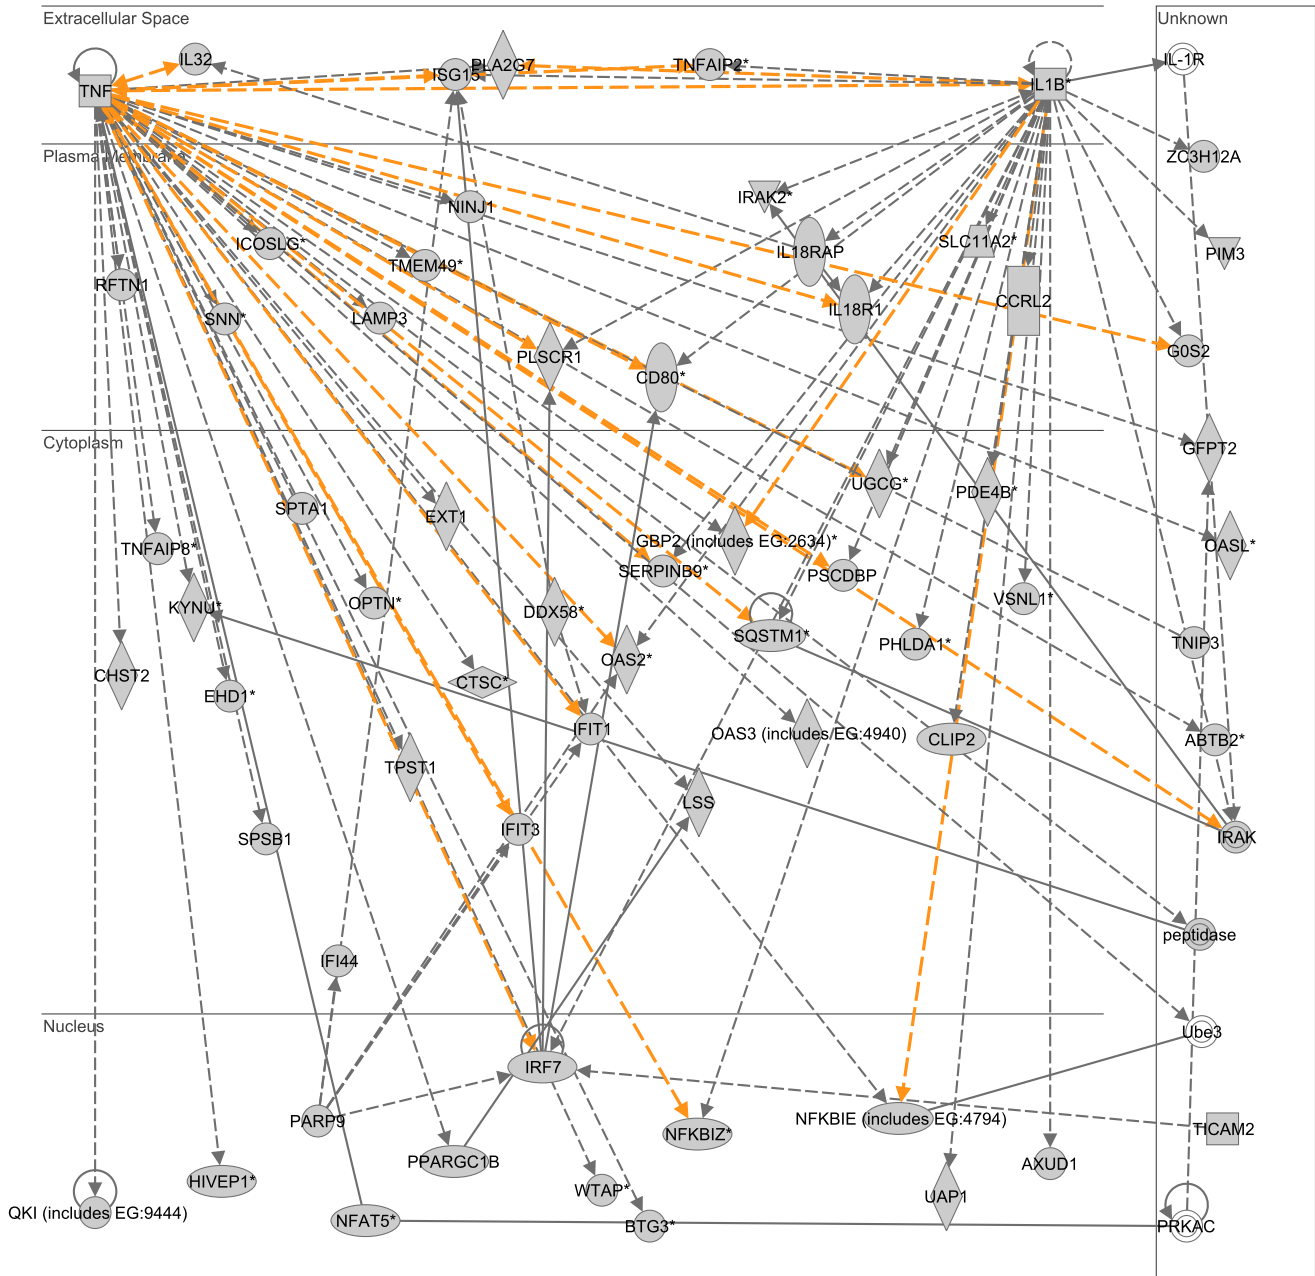 Extracellular Space
Unknown
IL32
PLA2G7
TNFAIP2*
IL-1R
ISG15
TNF
IL1B*
Plasma Membrane
ZC3H12A
IRAK2*
NINJ1
ICOSLG*
SLC11A2*
IL18RAP
PIM3
TMEM49*
RFTN1
CCRL2
IL18R1
SNN*
LAMP3
G0S2
PLSCR1
CD80*
Cytoplasm
GFPT2
UGCG*
PDE4B*
SPTA1
EXT1
GBP2 (includes EG:2634)*
OASL*
TNFAIP8*
SERPINB9*
PSCDBP
VSNL1*
KYNU*
OPTN*
DDX58*
SQSTM1*
PHLDA1*
TNIP3
OAS2*
CHST2
CTSC*
EHD1*
IFIT1
OAS3 (includes EG:4940)
CLIP2
ABTB2*
TPST1
LSS
IFIT3
SPSB1
IRAK
peptidase
IFI44
Nucleus
Ube3
IRF7
PARP9
NFKBIE (includes EG:4794)
TICAM2
NFKBIZ*
PPARGC1B
AXUD1
HIVEP1*
WTAP*
UAP1
QKI (includes EG:9444)
NFAT5*
BTG3*
PRKAC